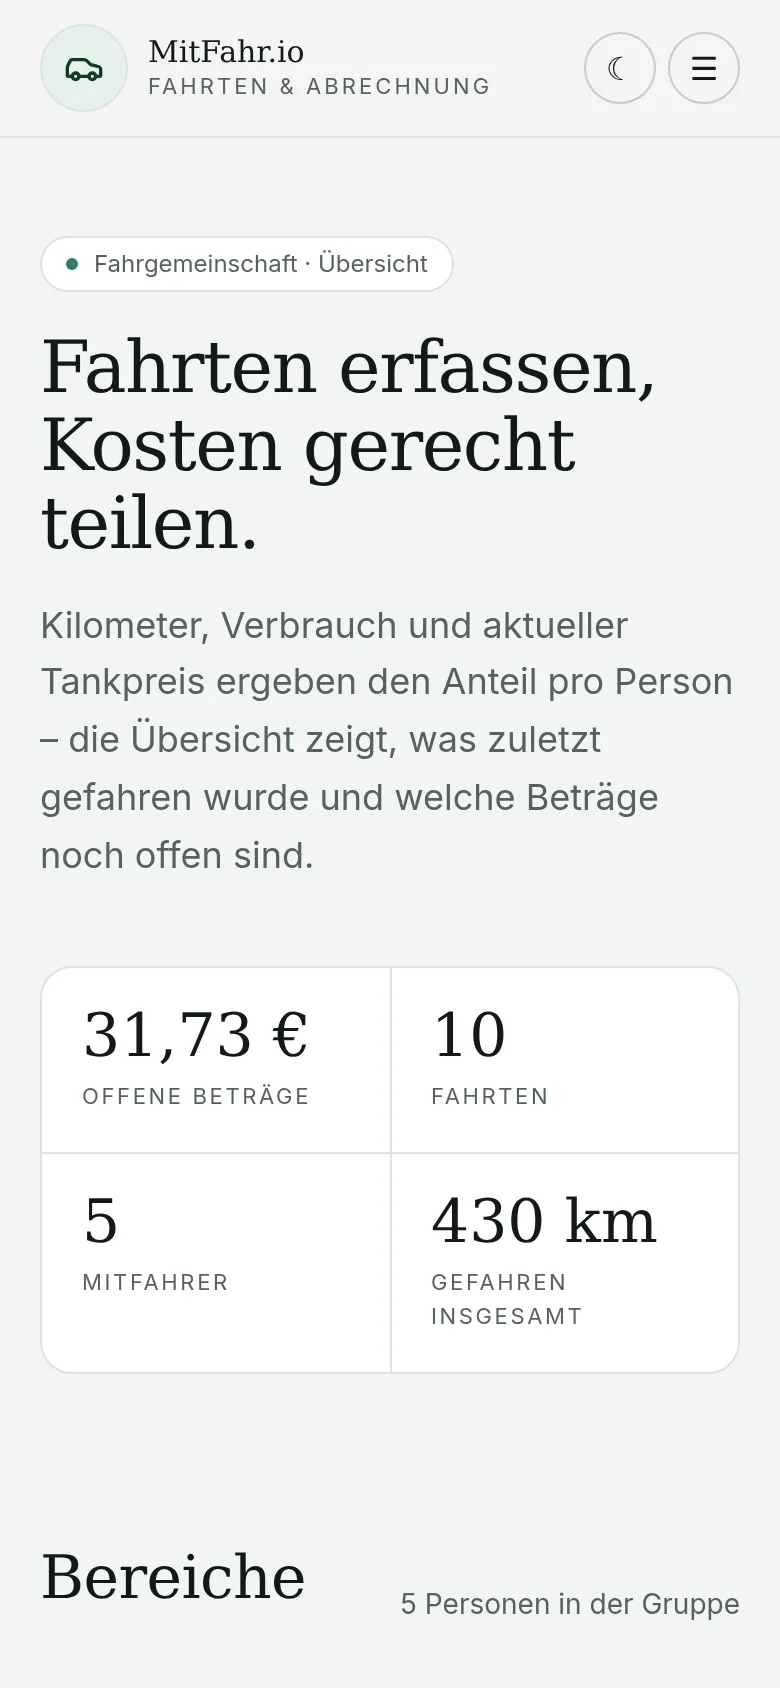 MitFahr.io
FAHRTEN & ABRECHNUNG
Fahrgemeinschaft · Übersicht
Fahrten erfassen,
Kosten gerecht
teilen.
Kilometer, Verbrauch und aktueller
Tankpreis ergeben den Anteil pro Person
– die Übersicht zeigt, was zuletzt
gefahren wurde und welche Beträge
noch offen sind.
31,73 €
OFFENE BETRÄGE
10
FAHRTEN
5
MITFAHRER
430 km
GEFAHREN
INSGESAMT
Bereiche
5 Personen in der Gruppe